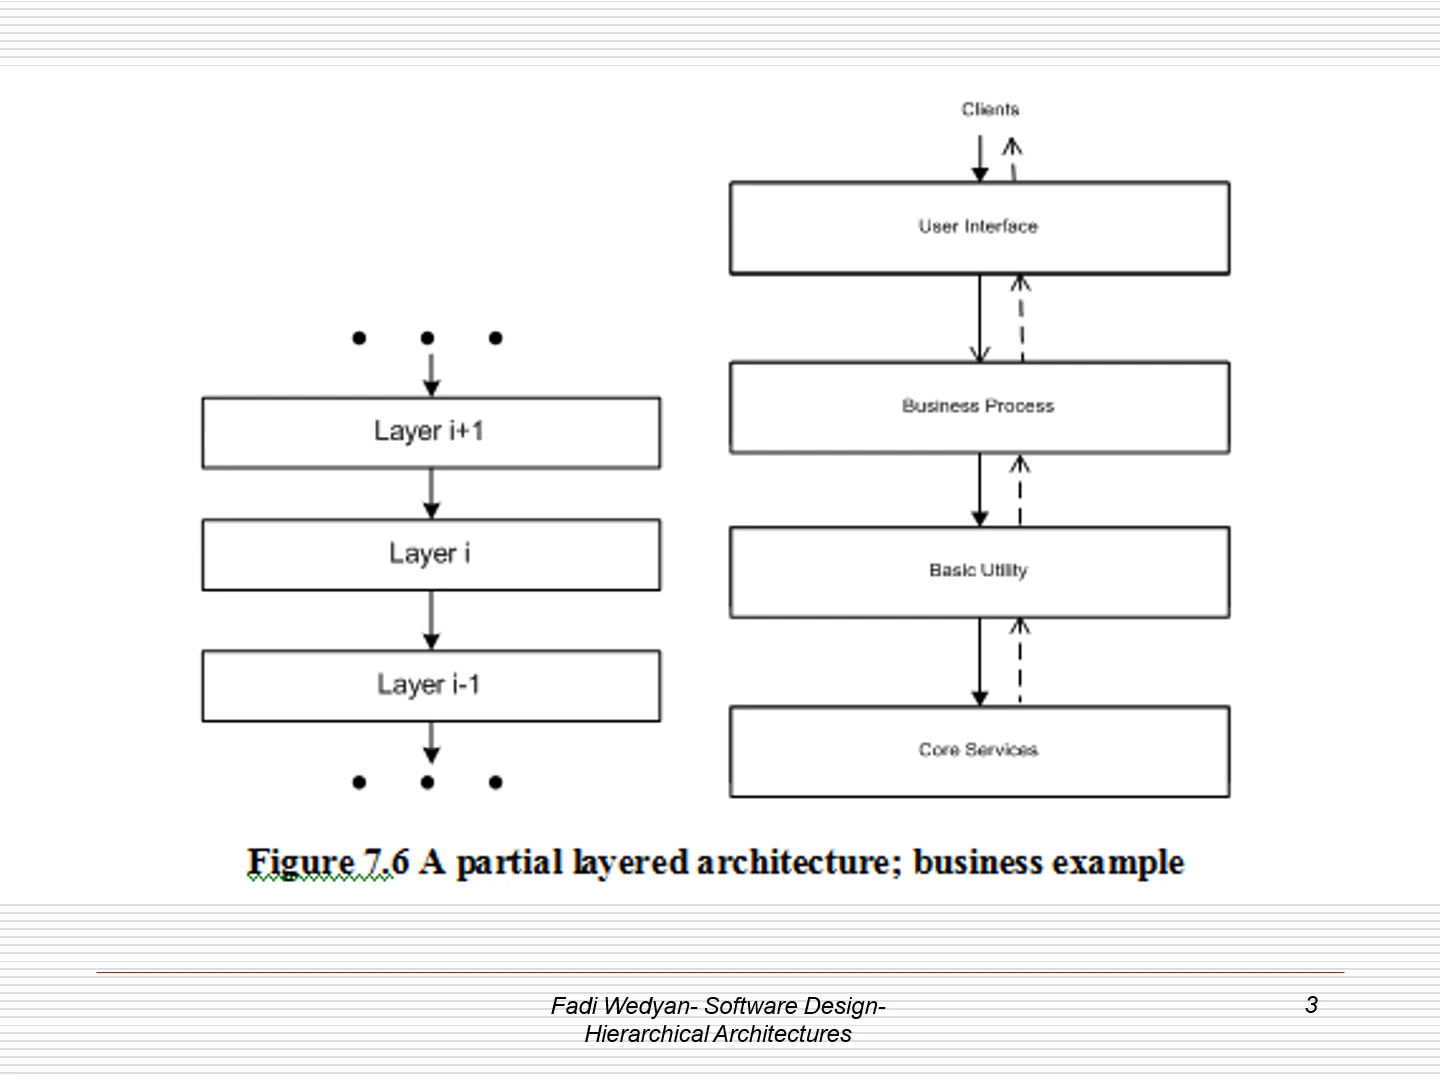 Layer i+1
Layer i
Layer i-1
Clients
User Interface
Business Process
Basic Utility
Core Services
Figure 7.6 A partial layered architecture; business example
Fadi Wedyan- Software Design-
Hierarchical Architectures
3